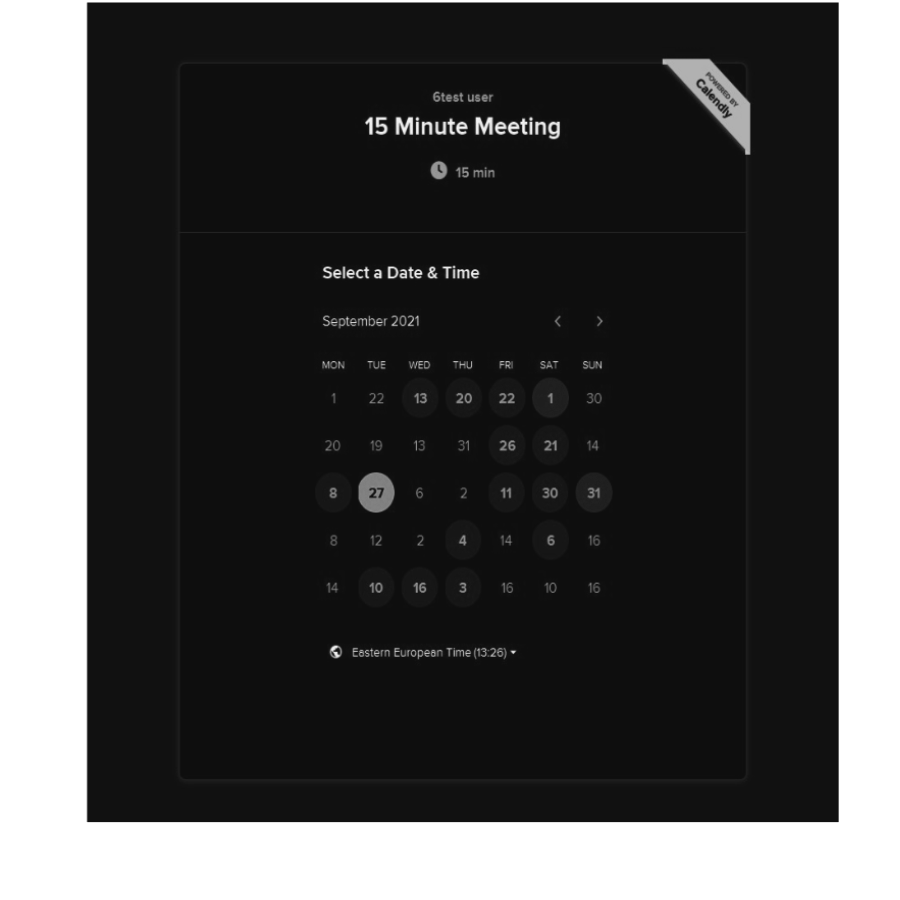 POWERED BY
Calendly
6test user
15 Minute Meeting
15 min
Select a Date & Time
September 2021
MON TUE WED THU FRI SAT SUN
1 22 13 20 22 1 30
20 19 13 31 26 21 14
8 27 6 2 11 30 31
8 12 2 4 14 6 16
14 10 16 3 16 10 16
Eastern European Time (13:26)